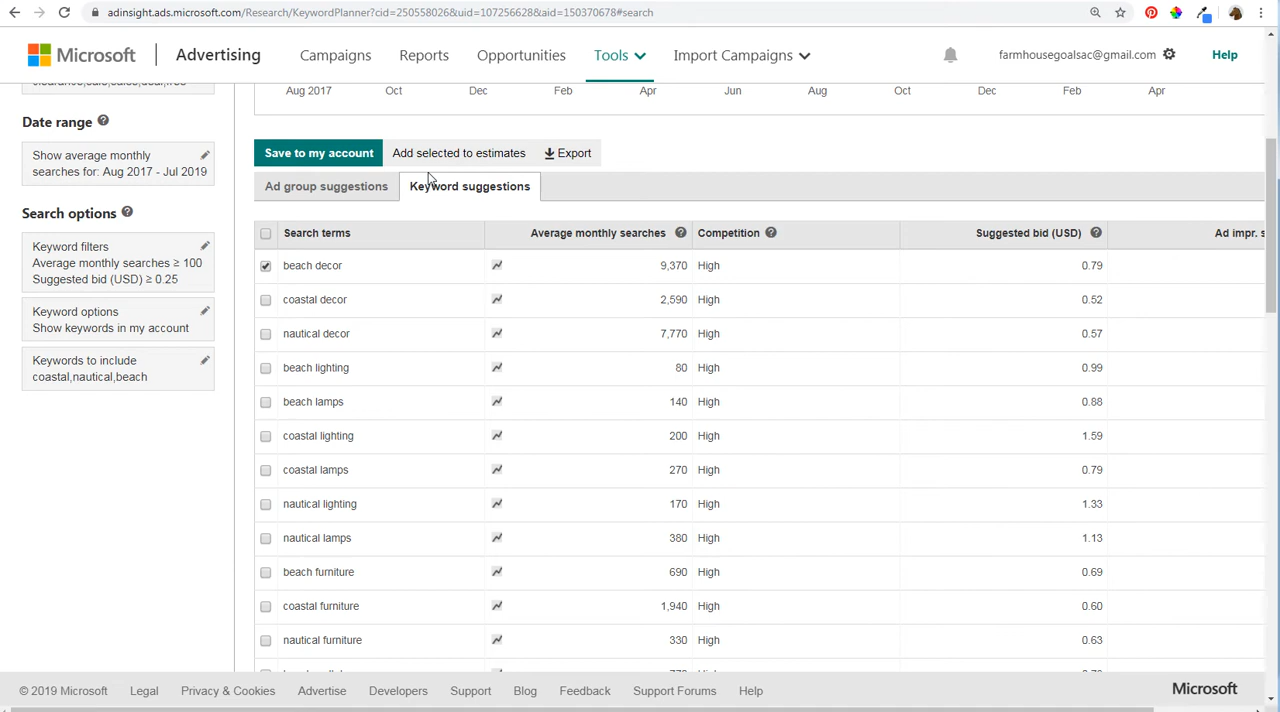 adinsight.ads.microsoft.com/Research/KeywordPlanner?cid=250558026&uid=107256628&aid=150370678#search
Microsoft | Advertising Campaigns Reports Opportunities Tools Import Campaigns farmhousegoalsac@gmail.com Help
Aug 2017 Oct Dec Feb Apr Jun Aug Oct Dec Feb Apr
Date range
Show average monthly
searches for: Aug 2017 - Jul 2019
Search options
Keyword filters
Average monthly searches ≥ 100
Suggested bid (USD) ≥ 0.25
Keyword options
Show keywords in my account
Keywords to include
coastal,nautical,beach
Save to my account Add selected to estimates Export
Ad group suggestions Keyword suggestions
Search terms Average monthly searches Competition Suggested bid (USD) Ad impr. s
beach decor 9,370 High 0.79
coastal decor 2,590 High 0.52
nautical decor 7,770 High 0.57
beach lighting 80 High 0.99
beach lamps 140 High 0.88
coastal lighting 200 High 1.59
coastal lamps 270 High 0.79
nautical lighting 170 High 1.33
nautical lamps 380 High 1.13
beach furniture 690 High 0.69
coastal furniture 1,940 High 0.60
nautical furniture 330 High 0.63
© 2019 Microsoft Legal Privacy & Cookies Advertise Developers Support Blog Feedback Support Forums Help Microsoft